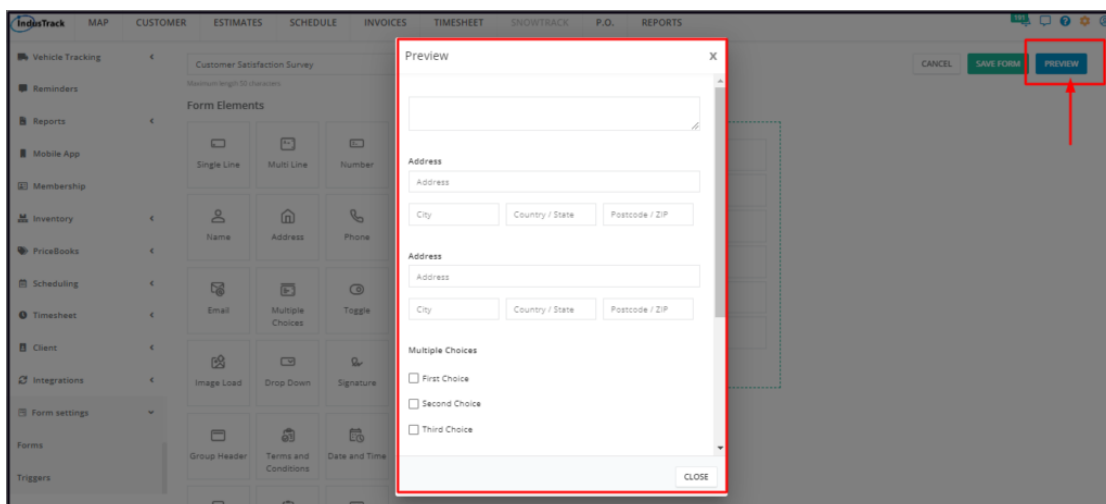 IndusTrack MAP CUSTOMER ESTIMATES SCHEDULE INVOICES TIMESHEET SNOWTRACK P.O. REPORTS
Vehicle Tracking
Reminders
Reports
Mobile App
Membership
Inventory
PriceBooks
Scheduling
Timesheet
Client
Integrations
Form settings
Forms
Triggers
Customer Satisfaction Survey
Maximum length 50 characters
CANCEL SAVE FORM PREVIEW
Form Elements
Single Line Multi Line Number
Name Address Phone
Email Multiple Choices Toggle
Image Load Drop Down Signature
Group Header Terms and Conditions Date and Time
Preview X
Address
Address
City Country / State Postcode / ZIP
Address
Address
City Country / State Postcode / ZIP
Multiple Choices
First Choice
Second Choice
Third Choice
CLOSE